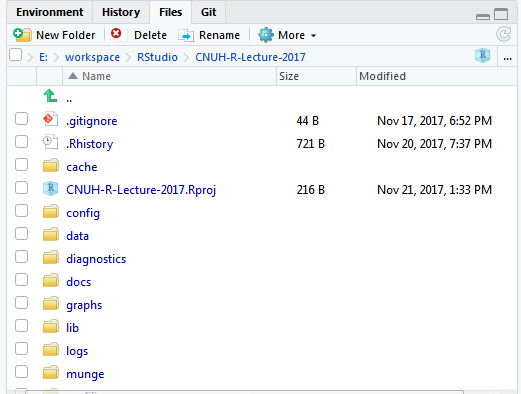 Environment History Files Git
New Folder Delete Rename More
E: workspace RStudio CNUH-R-Lecture-2017 R ...
Name Size Modified
..
.gitignore 44 B Nov 17, 2017, 6:52 PM
.Rhistory 721 B Nov 20, 2017, 7:37 PM
cache
CNUH-R-Lecture-2017.Rproj 216 B Nov 21, 2017, 1:33 PM
config
data
diagnostics
docs
graphs
lib
logs
munge